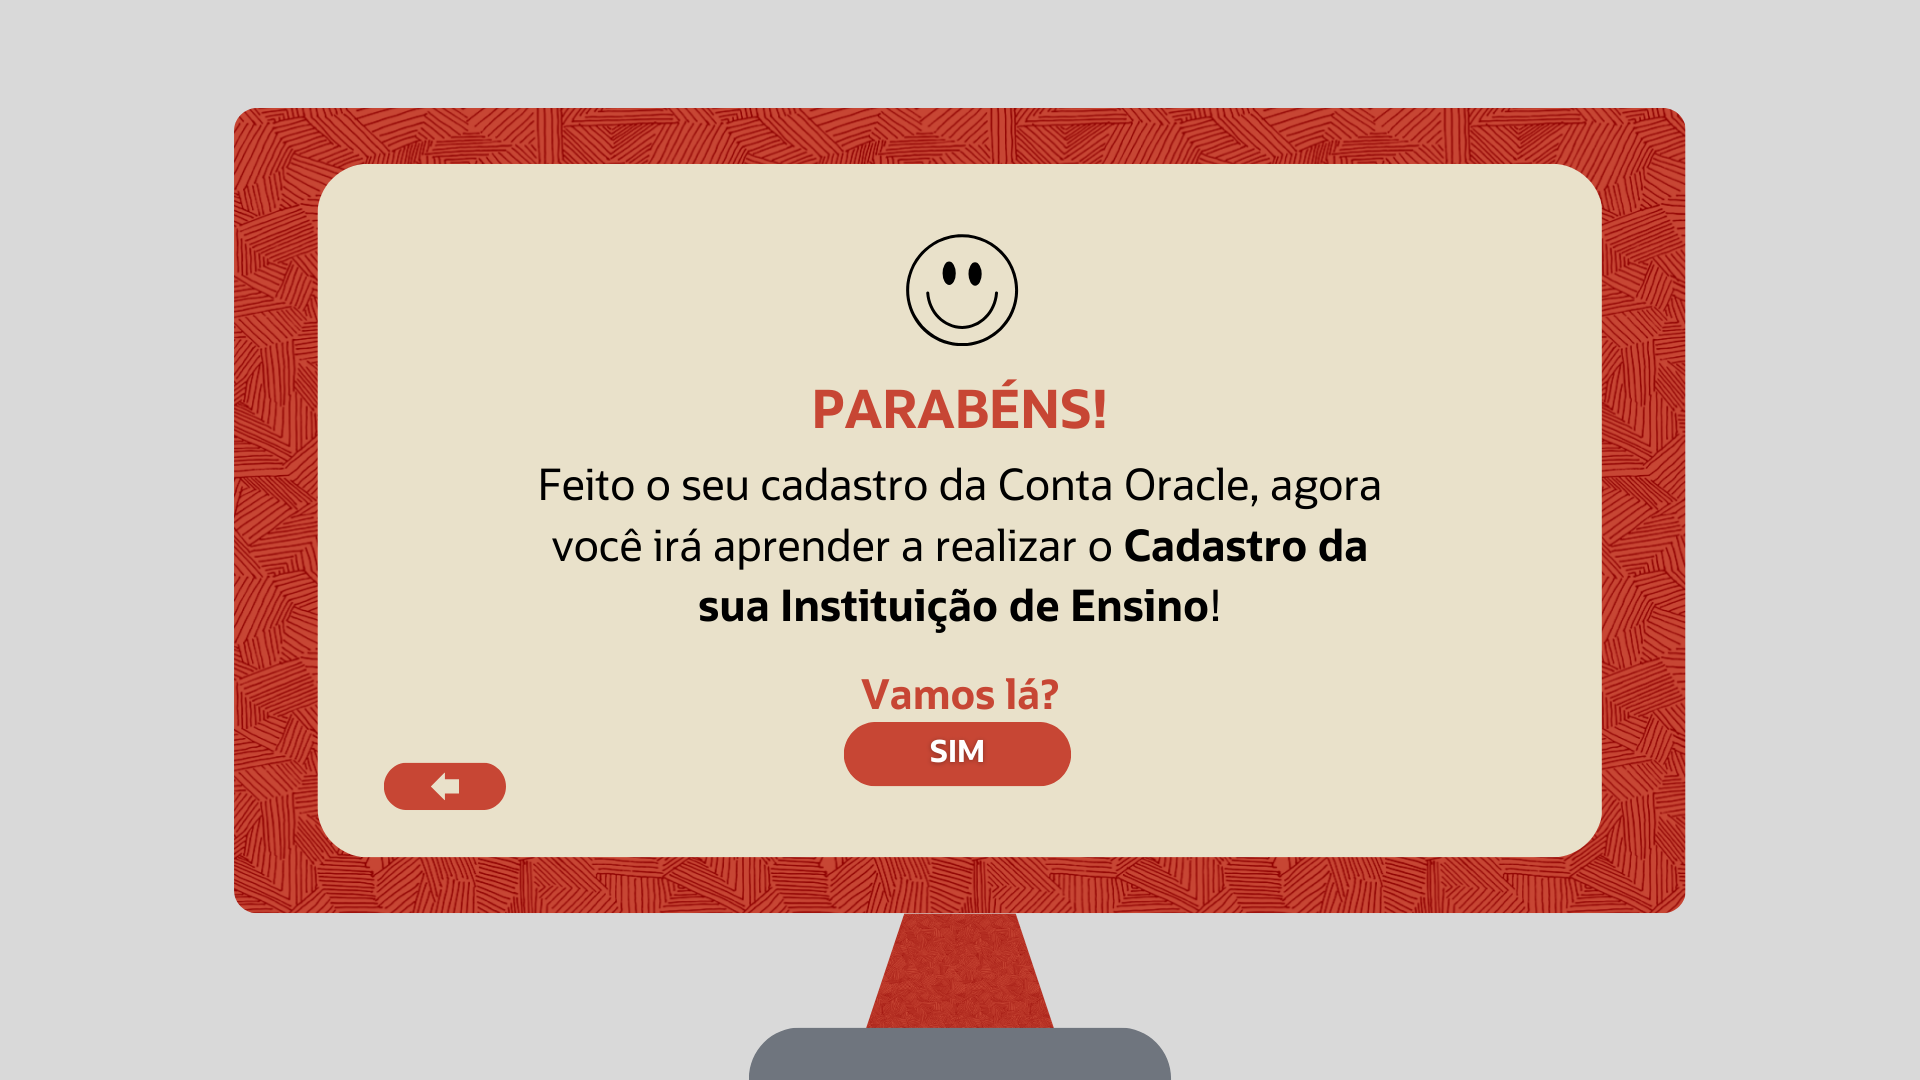 PARABÉNS!
Feito o seu cadastro da Conta Oracle, agora
você irá aprender a realizar o Cadastro da
sua Instituição de Ensino!
Vamos lá?
SIM